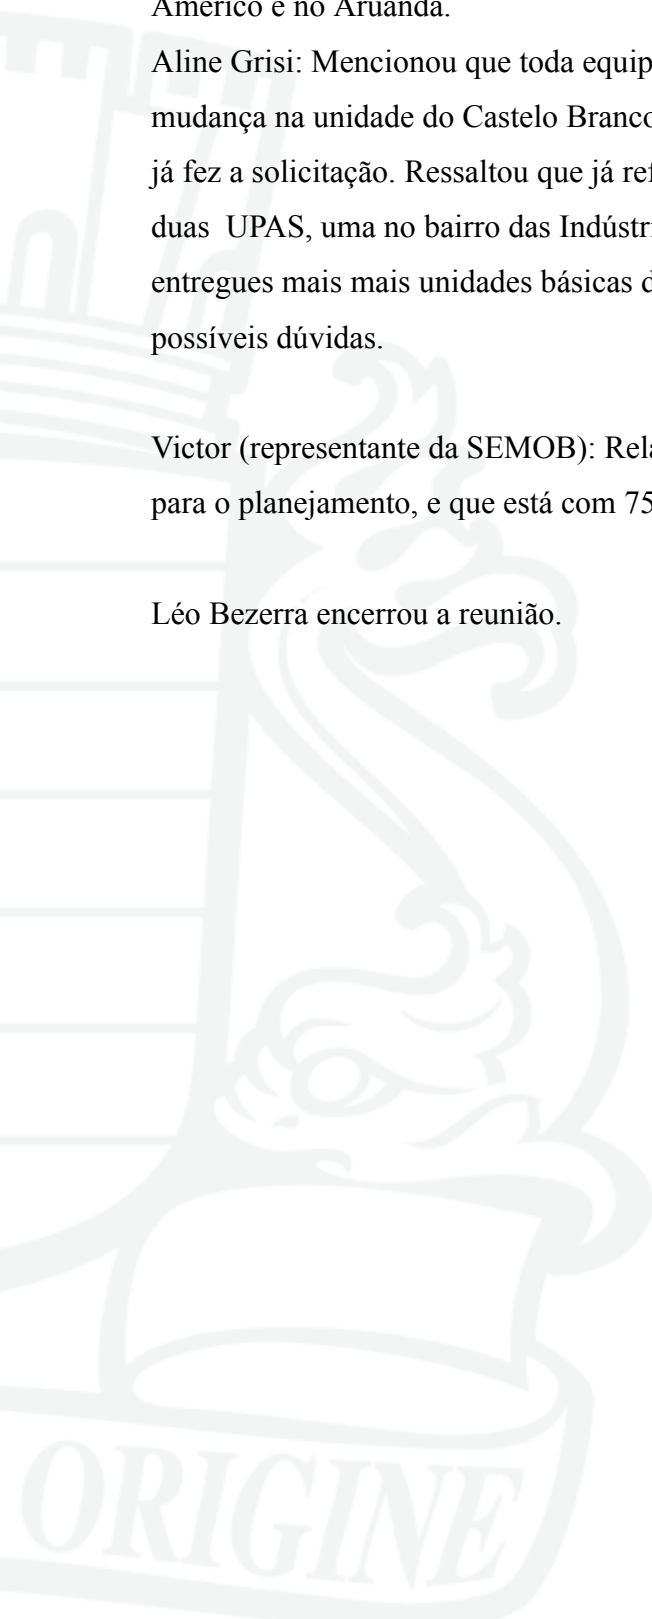 Américo e no Aruanda.
Aline Grisi: Mencionou que toda equip
mudança na unidade do Castelo Branco
já fez a solicitação. Ressaltou que já ref
duas UPAS, uma no bairro das Indústri
entregues mais mais unidades básicas d
possíveis dúvidas.
Victor (representante da SEMOB): Rela
para o planejamento, e que está com 75
Léo Bezerra encerrou a reunião.
ORIGINE